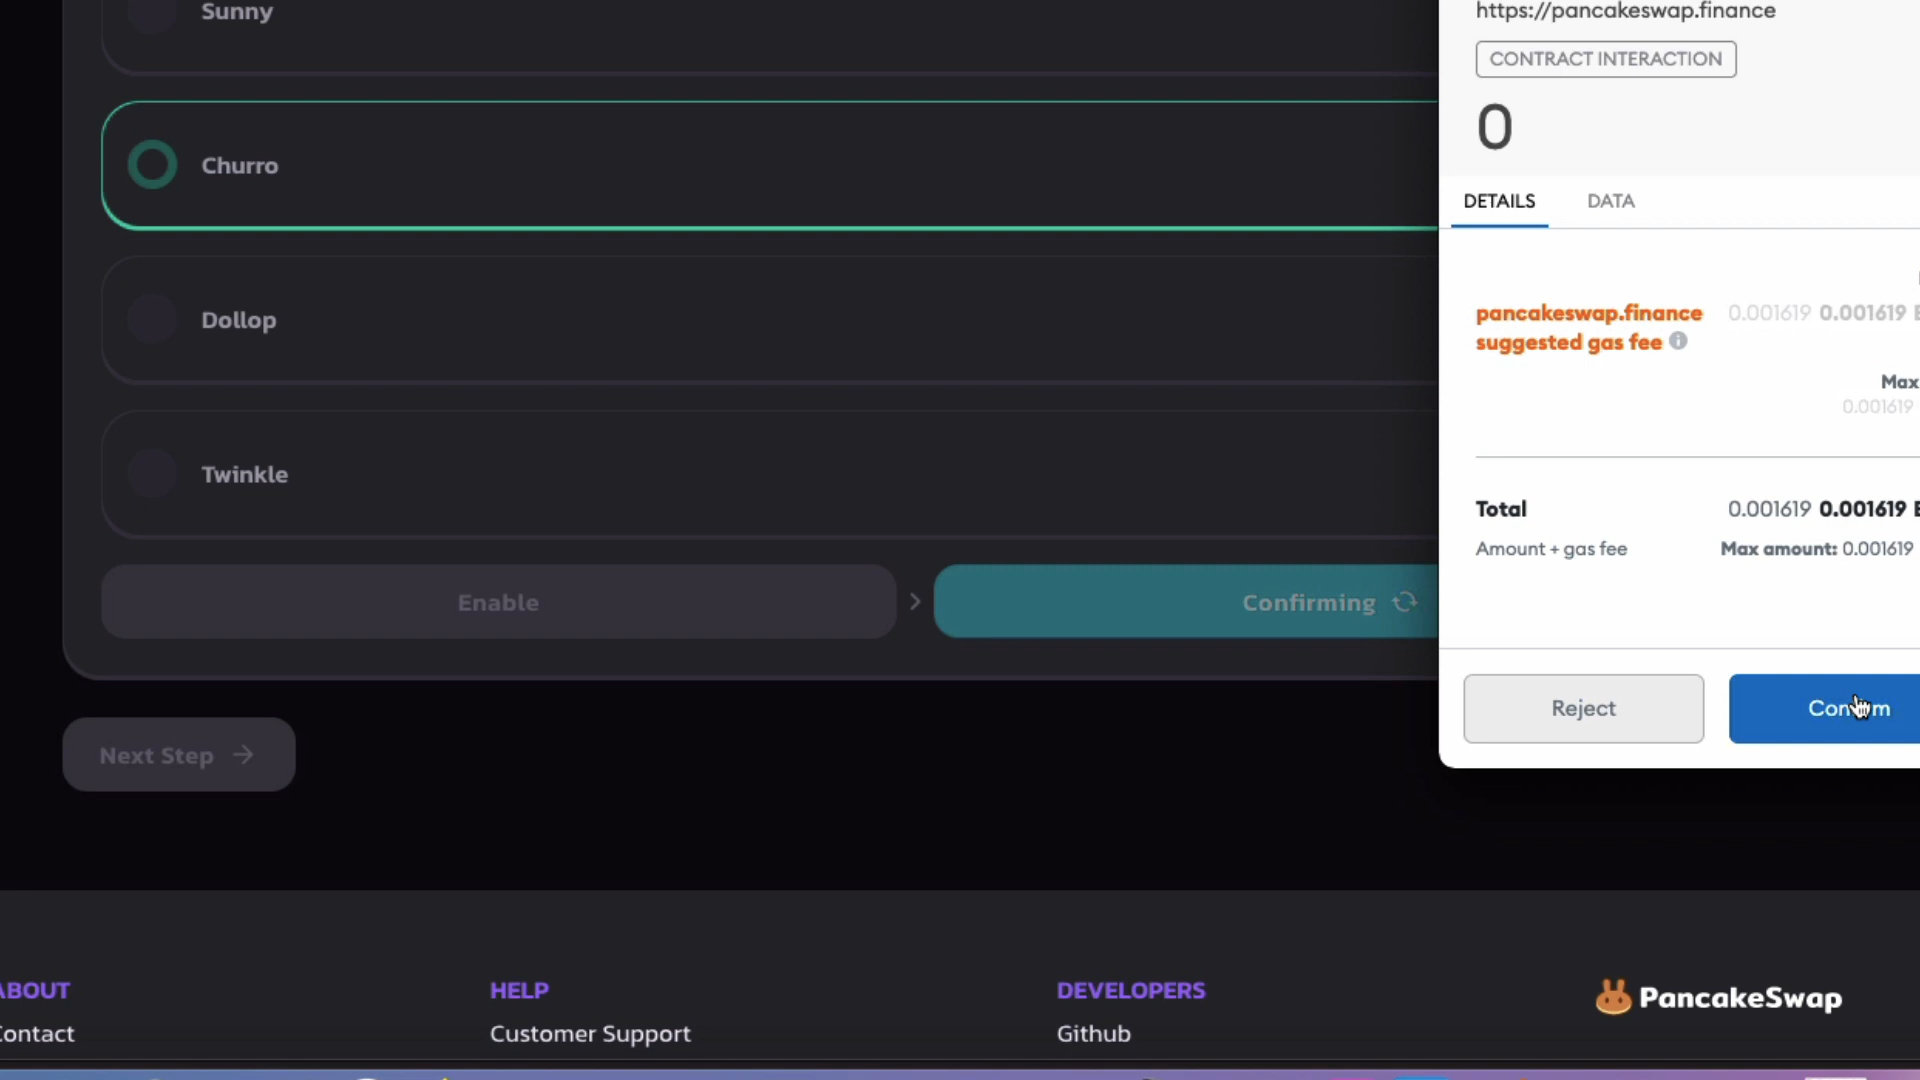 Sunny
Churro
Dollop
Twinkle
Enable
Confirming
Next Step
https://pancakeswap.finance
CONTRACT INTERACTION
0
DETAILS DATA
pancakeswap.finance 0.001619 0.001619
suggested gas fee
Max
0.001619
Total 0.001619 0.001619
Amount + gas fee Max amount: 0.001619
Reject
ABOUT HELP DEVELOPERS
PancakeSwap
Contact Customer Support Github